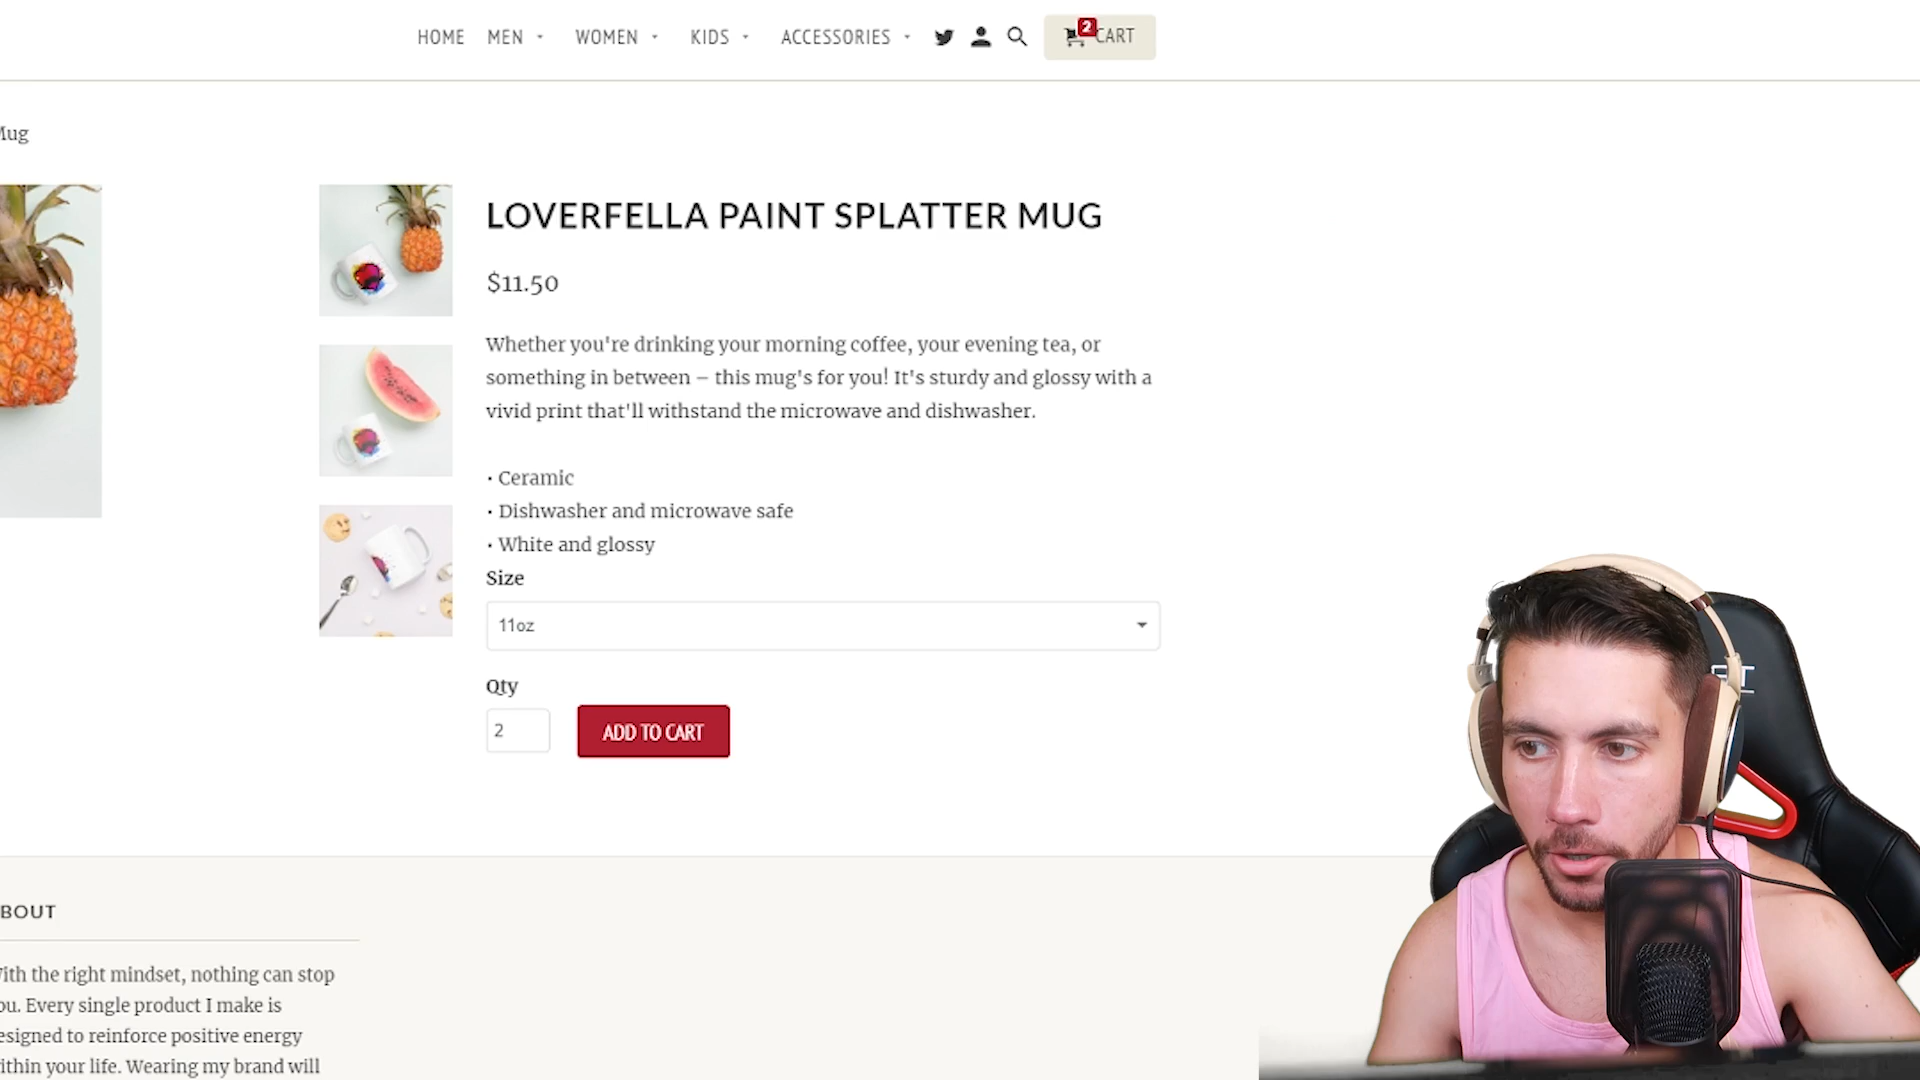 HOME MEN WOMEN KIDS ACCESSORIES 2 CART
Mug
LOVERFELLA PAINT SPLATTER MUG
$11.50
Whether you're drinking your morning coffee, your evening tea, or
something in between – this mug's for you! It's sturdy and glossy with a
vivid print that'll withstand the microwave and dishwasher.
• Ceramic
• Dishwasher and microwave safe
• White and glossy
Size
11oz
Qty
2 ADD TO CART
BOUT
ith the right mindset, nothing can stop
ou. Every single product I make is
esigned to reinforce positive energy
ithin your life. Wearing my brand will